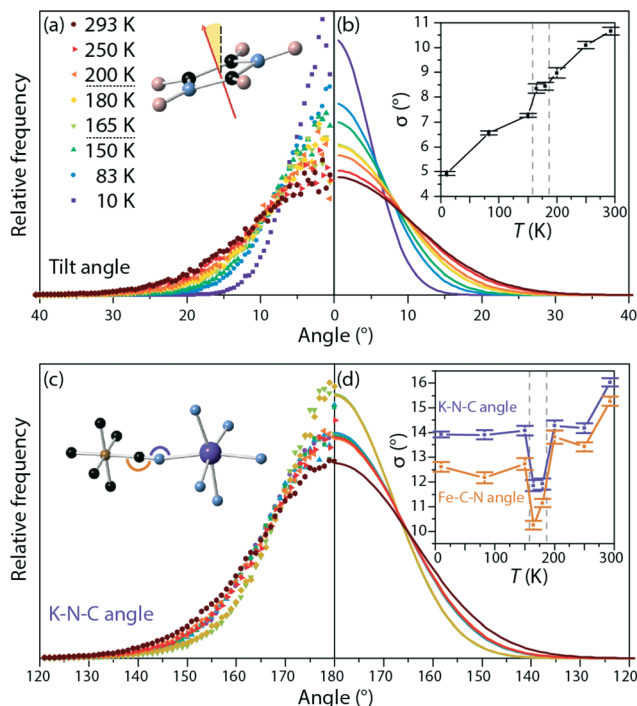 (a)
293 K
250 K
200 K
180 K
165 K
150 K
83 K
10 K
Relative frequency
Tilt angle
40 30 20 10 0 10 20 30 40
Angle (°)
(b)
11
10
9
8
7
6
5
4
σ (°)
0 100 200 300
T (K)
(c)
Relative frequency
K-N-C angle
120 130 140 150 160 170 180 170 160 150 140 130 120
Angle (°)
(d)
16
15
14
13
12
11
10
σ (°)
K-N-C angle
Fe-C-N angle
0 100 200 300
T (K)